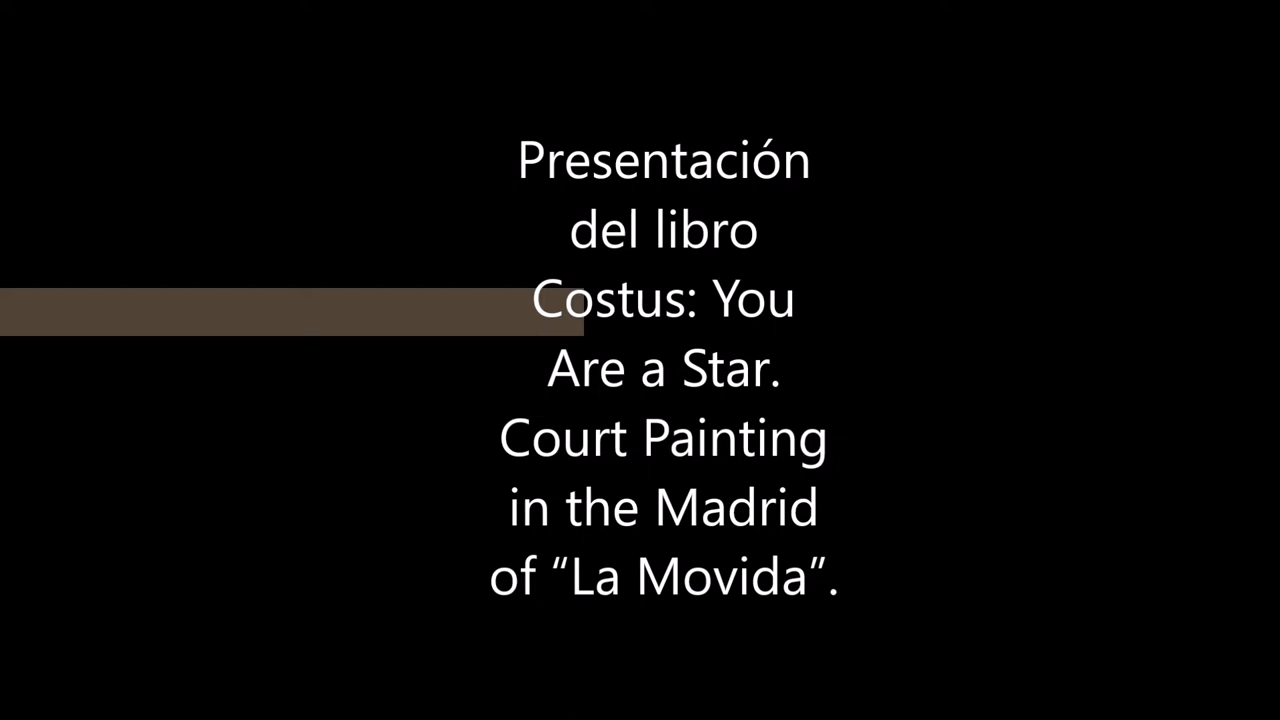 Presentación
del libro
Costus: You
Are a Star.
Court Painting
in the Madrid
of “La Movida”.